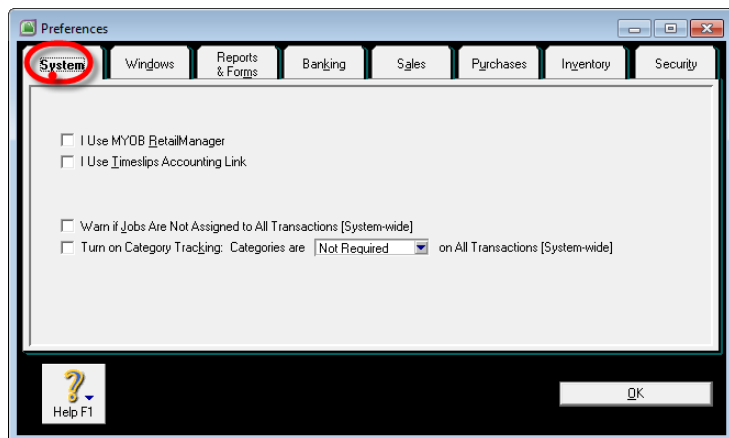 Preferences
System Windows Reports & Forms Banking Sales Purchases Inventory Security
I Use MYOB RetailManager
I Use Timeslips Accounting Link
Warn if Jobs Are Not Assigned to All Transactions [System-wide]
Turn on Category Tracking: Categories are Not Required on All Transactions [System-wide]
Help F1
OK